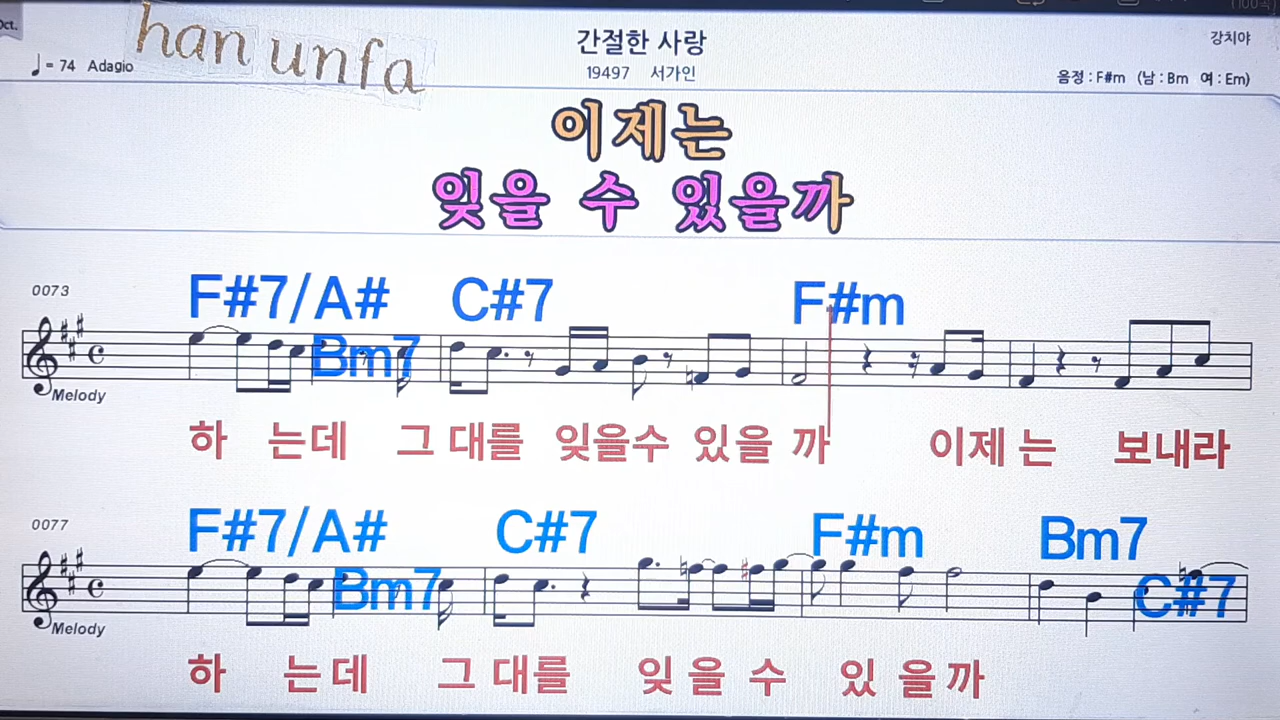 Oct.
han unfa
간절한 사랑
강치야
♩ = 74 Adagio
19497 서가인
음정 : F#m (남 : Bm 여 : Em)
이제는
잊을 수 있을까
0073
F#7/A# C#7 F#m
Bm7
Melody
하 는데 그 대를 잊을수 있을 까 이제 는 보내라
0077
F#7/A# C#7 F#m Bm7
Bm7 C#7
Melody
하 는데 그 대를 잊 을 수 있 을 까